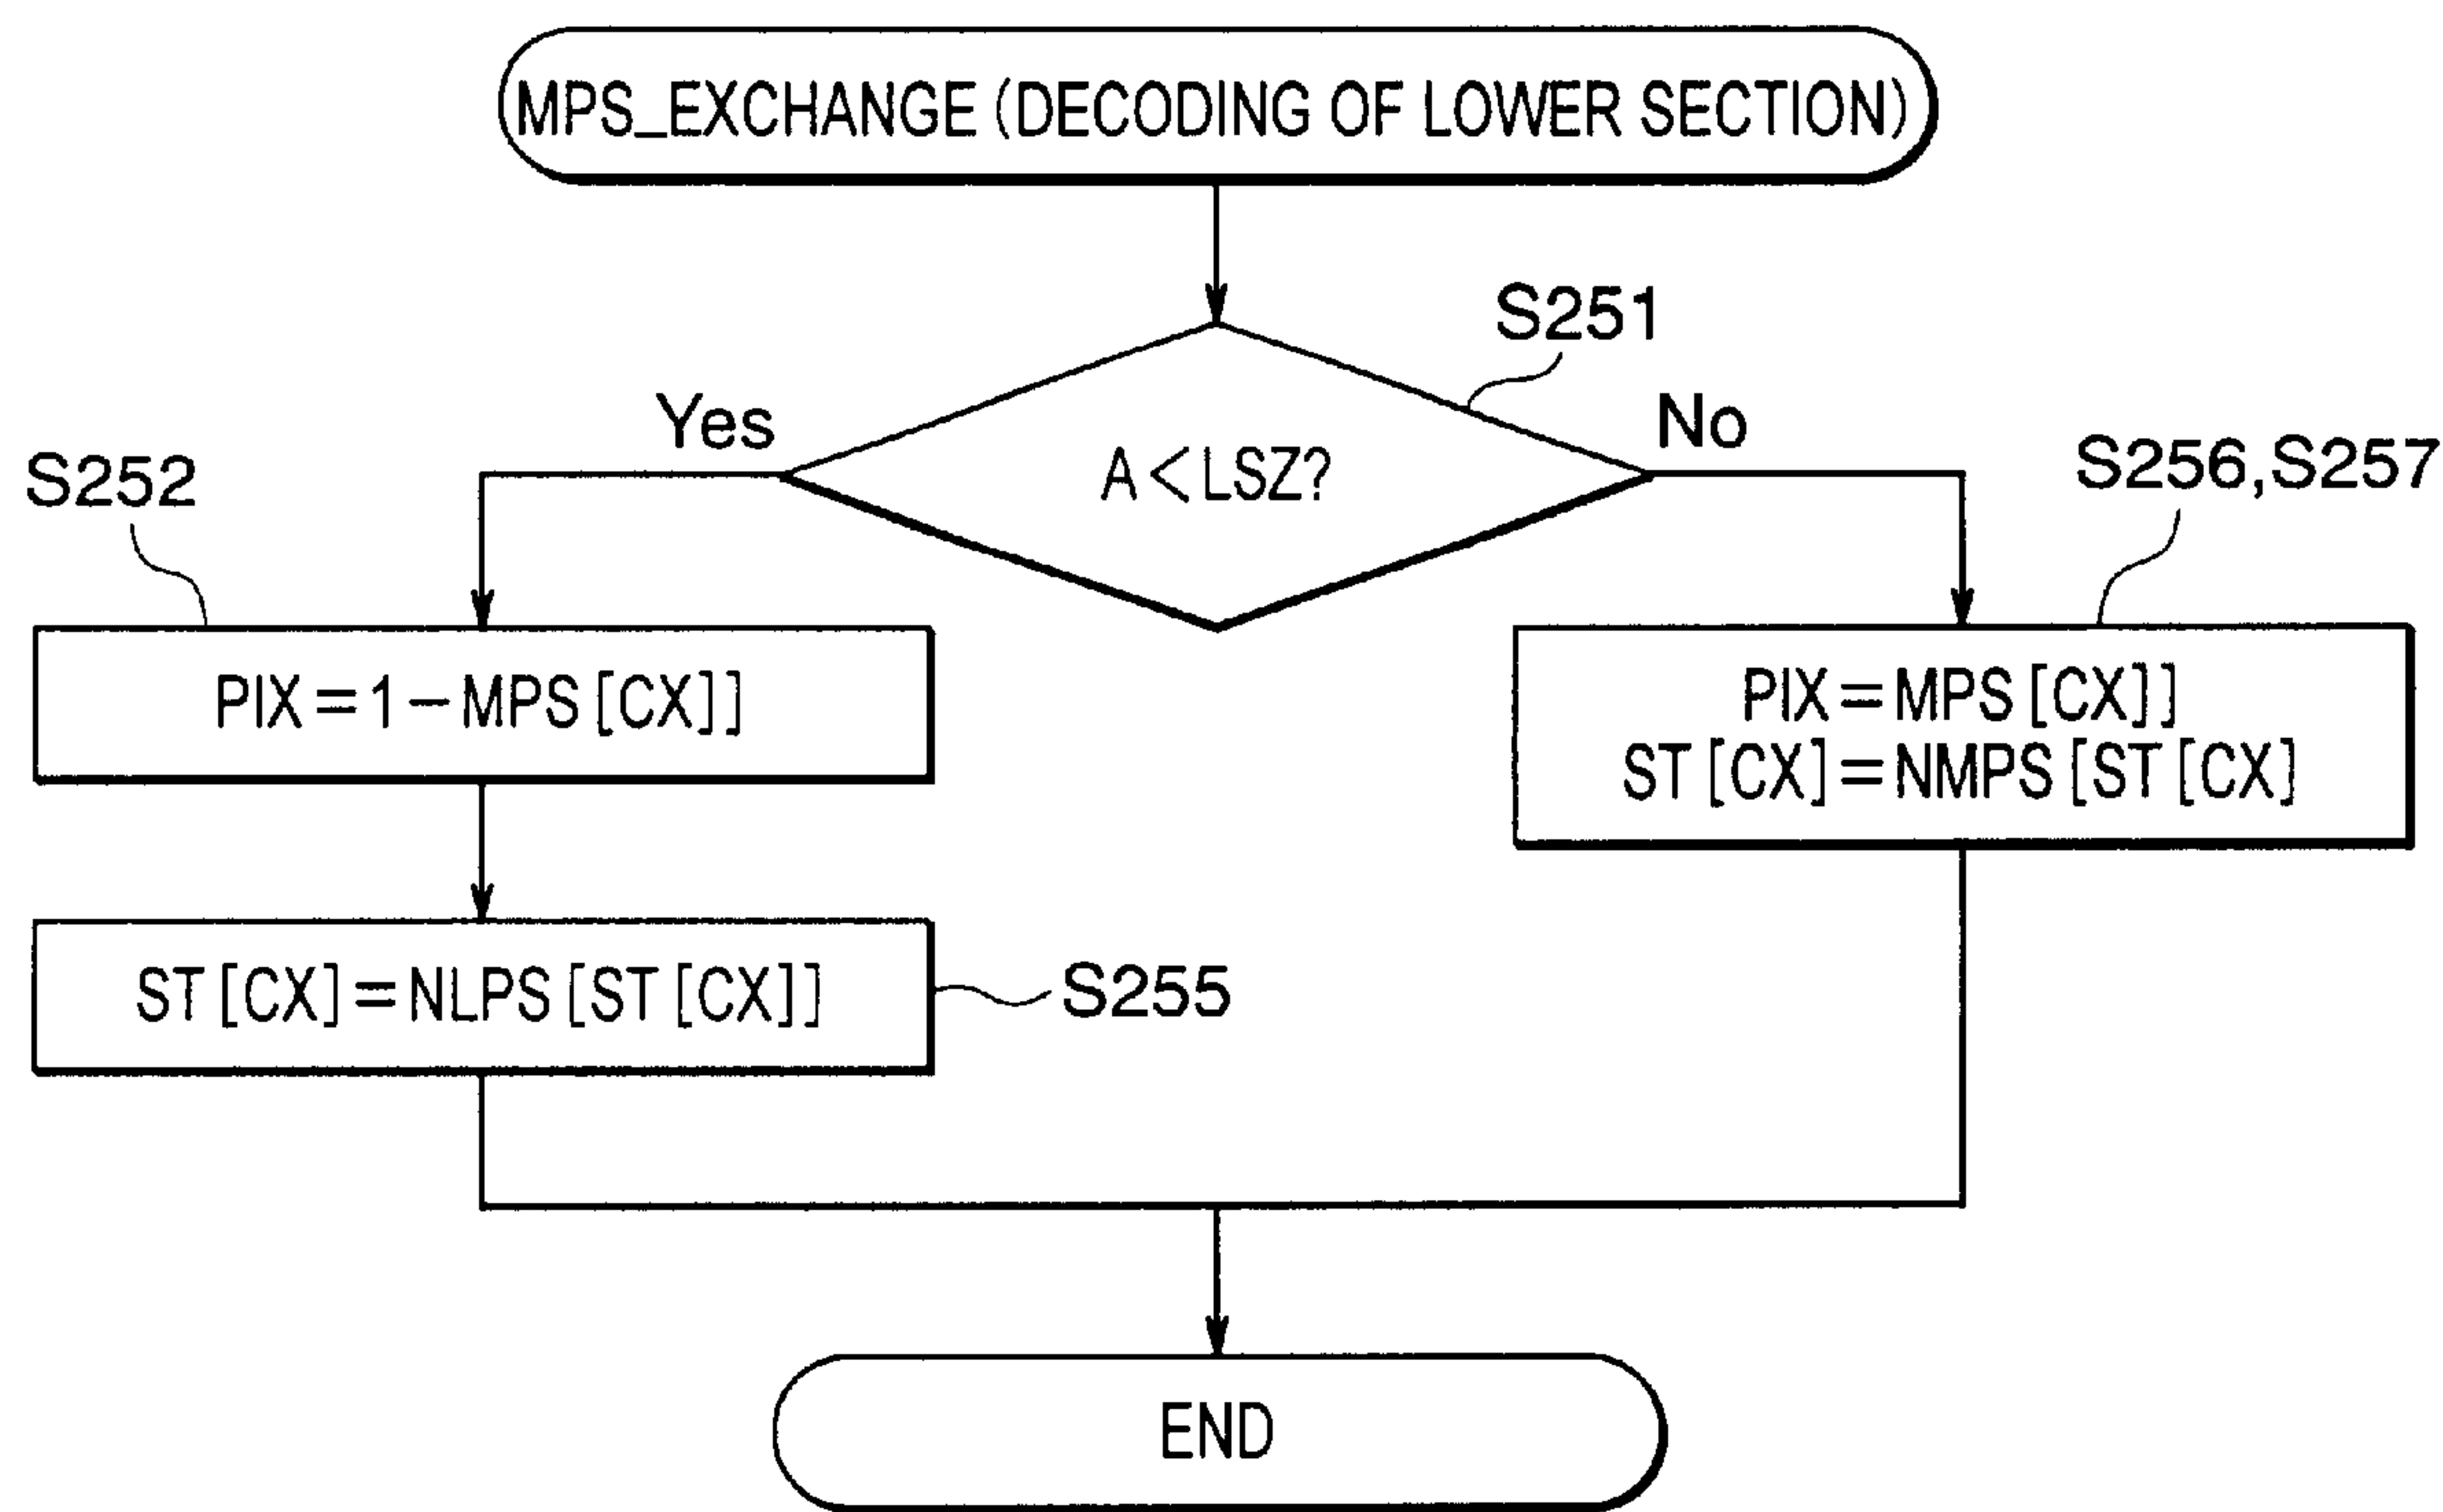 MPS_EXCHANGE (DECODING OF LOWER SECTION)
S251
Yes
No
A<LSZ?
S252
S256,S257
PIX=1-MPS[CX]]
PIX=MPS[CX]]
ST[CX]=NMPS[ST[CX]
ST[CX]=NLPS[ST[CX]]
S255
END